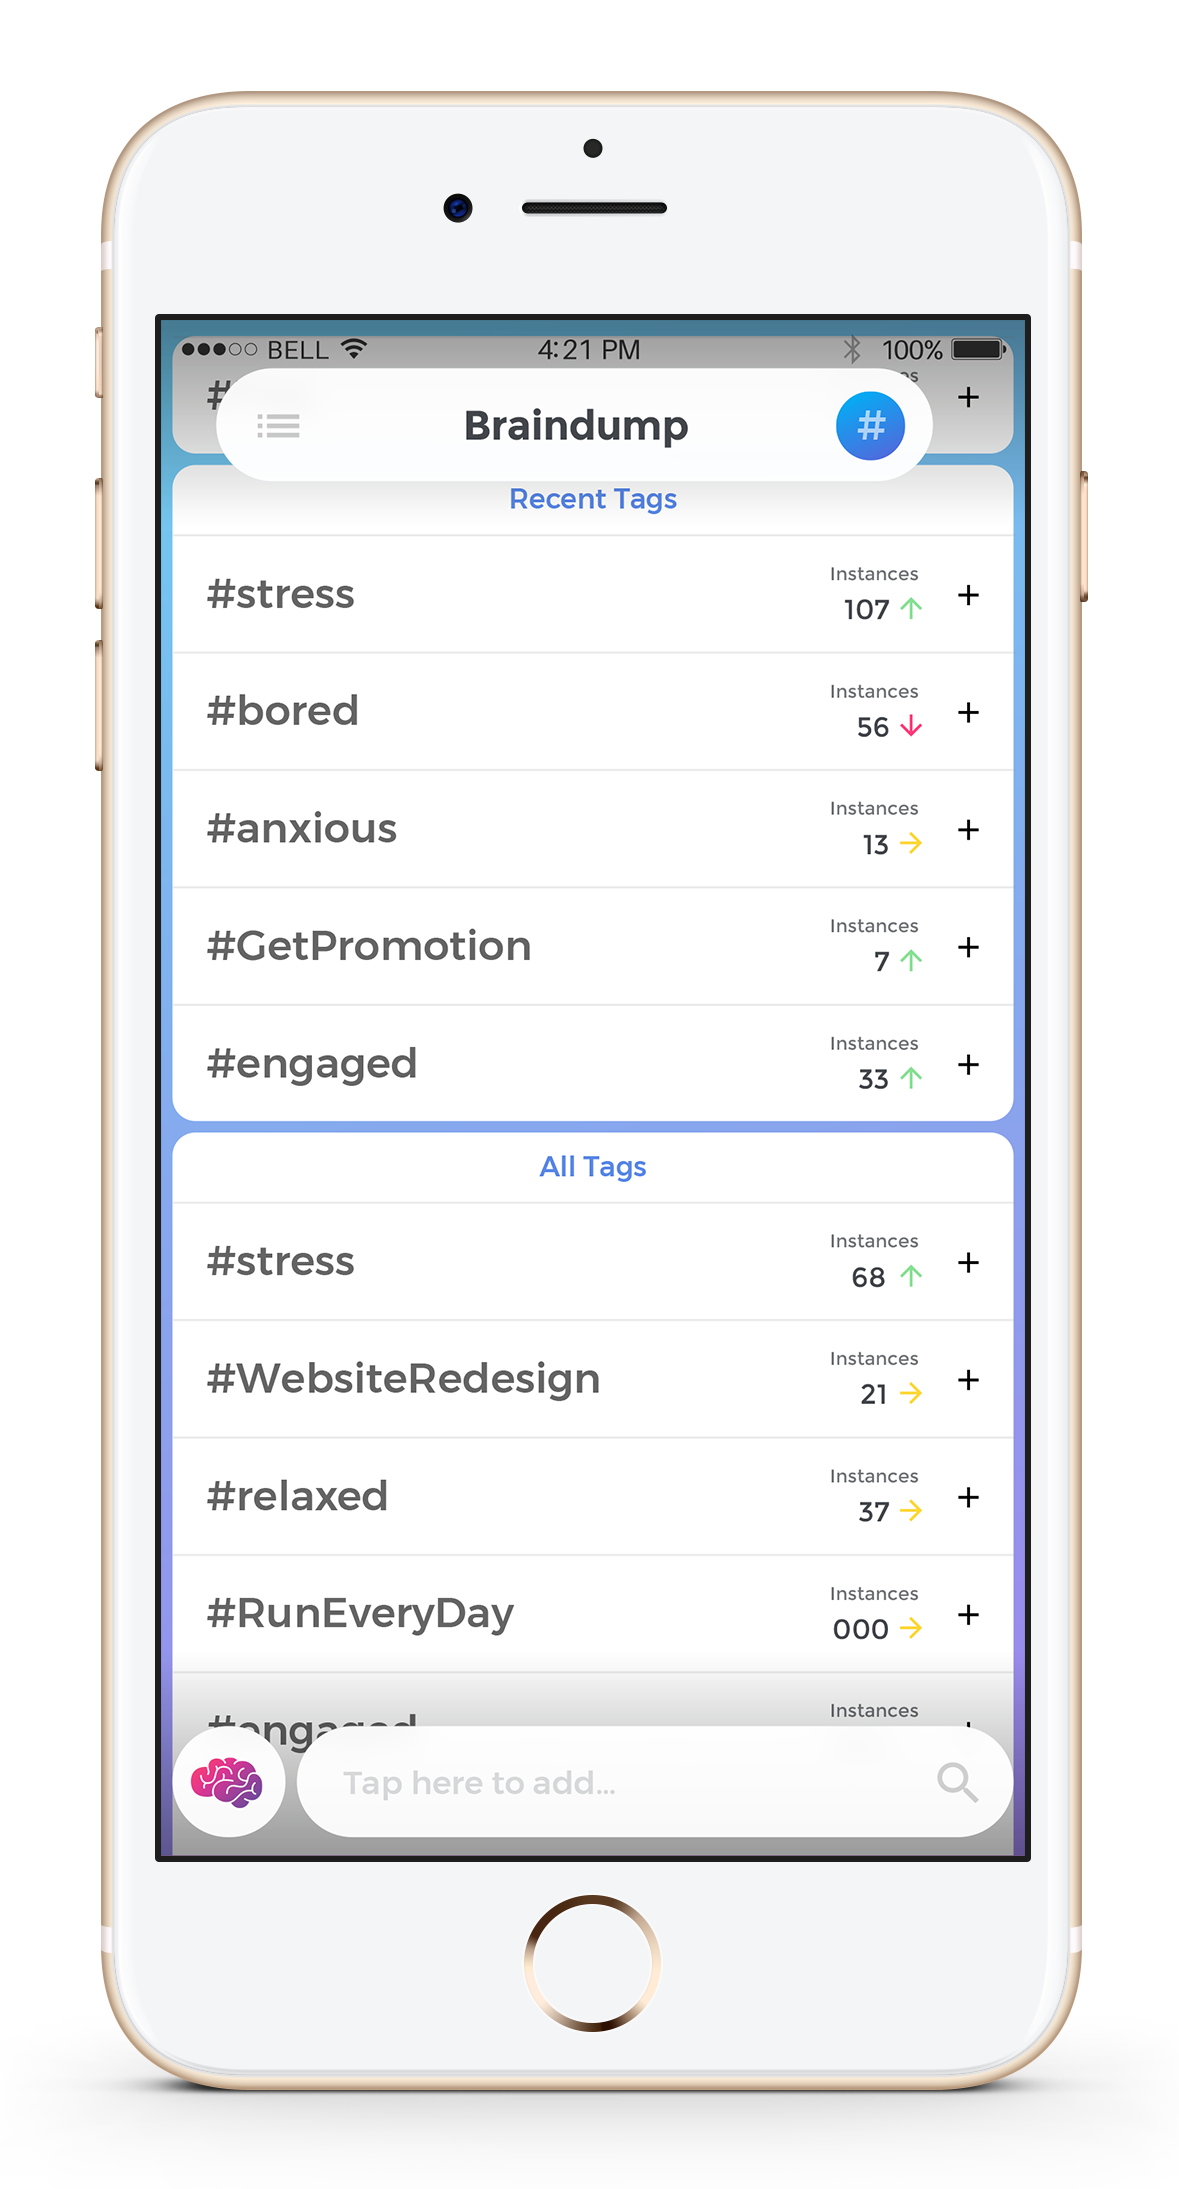 BELL
4:21 PM
100%
Braindump
#
Recent Tags
#stress
Instances
107
+
#bored
Instances
56
+
#anxious
Instances
13
+
#GetPromotion
Instances
7
+
#engaged
Instances
33
+
All Tags
#stress
Instances
68
+
#WebsiteRedesign
Instances
21
+
#relaxed
Instances
37
+
#RunEveryDay
Instances
000
+
#engaged
Instances
Tap here to add...